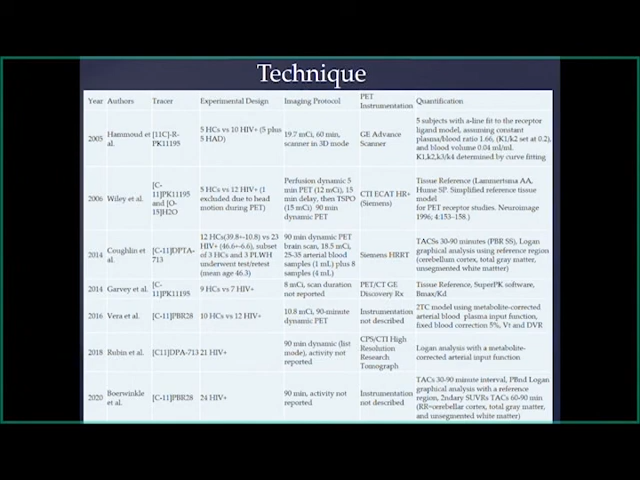 Technique
Year Authors Tracer Experimental Design Imaging Protocol PET Instrumentation Quantification
2005 Hammoud et al. [11C]-R-PK11195 5 HCs vs 10 HIV+ (5 plus 5 HAD) 19.7 mCi, 60 min, scanner in 3D mode GE Advance Scanner 5 subjects with a-line fit to the receptor ligand model, assuming constant plasma/blood ratio 1.66, (K1/k2 set at 0.2), and blood volume 0.04 ml/ml. K1,k2,k3/k4 determined by curve fitting
2006 Wiley et al. [C-11]PK11195 and [O-15]H2O 5 HCs vs 12 HIV+ (1 excluded due to head motion during PET) Perfusion dynamic 5 min PET (12 mCi), 15 min delay, then TSPO (15 mCi) 90 min dynamic PET CTI ECAT HR+ (Siemens) Tissue Reference (Lammertsma AA, Hume SP. Simplified reference tissue model for PET receptor studies. Neuroimage 1996; 4:153–158.)
2014 Coughlin et al. [C-11]DPTA-713 12 HCs(39.8+-10.8) vs 23 HIV+ (46.6+-6.6), subset of 3 HCs and 3 PLWH underwent test/retest (mean age 46.3) 90 min dynamic PET brain scan, 18.5 mCi, 25-35 arterial blood samples (1 mL) plus 8 samples (4 mL) Siemens HRRT TACSs 30-90 minutes (PBR SS), Logan graphical analysis using reference region (cerebellum cortex, total gray matter, unsegmented white matter)
2014 Garvey et al. [C-11]PK11195 9 HCs vs 7 HIV+ 8 mCi, scan duration not reported PET/CT GE Discovery Rx Tissue Reference, SuperPK software, Bmax/Kd
2016 Vera et al. [C-11]PBR28 10 HCs vs 12 HIV+ 10.8 mCi, 90-minute dynamic PET Instrumentation not described 2TC model using metabolite-corrected arterial blood plasma input function, fixed blood correction 5%, Vt and DVR
2018 Rubin et al. [C11]DPA-713 21 HIV+ 90 min dynamic (list mode), activity not reported CPS/CTI High Resolution Research Tomograph Logan analysis with a metabolite-corrected arterial input function
2020 Boerwinkle et al. [C-11]PBR28 24 HIV+ 90 min, activity not reported Instrumentation not described TACs 30-90 minute interval, PBnd Logan graphical analysis with a reference region, 2ndary SUVRs TACs 60-90 min (RR=cerebellar cortex, total gray matter, and unsegmented white matter)